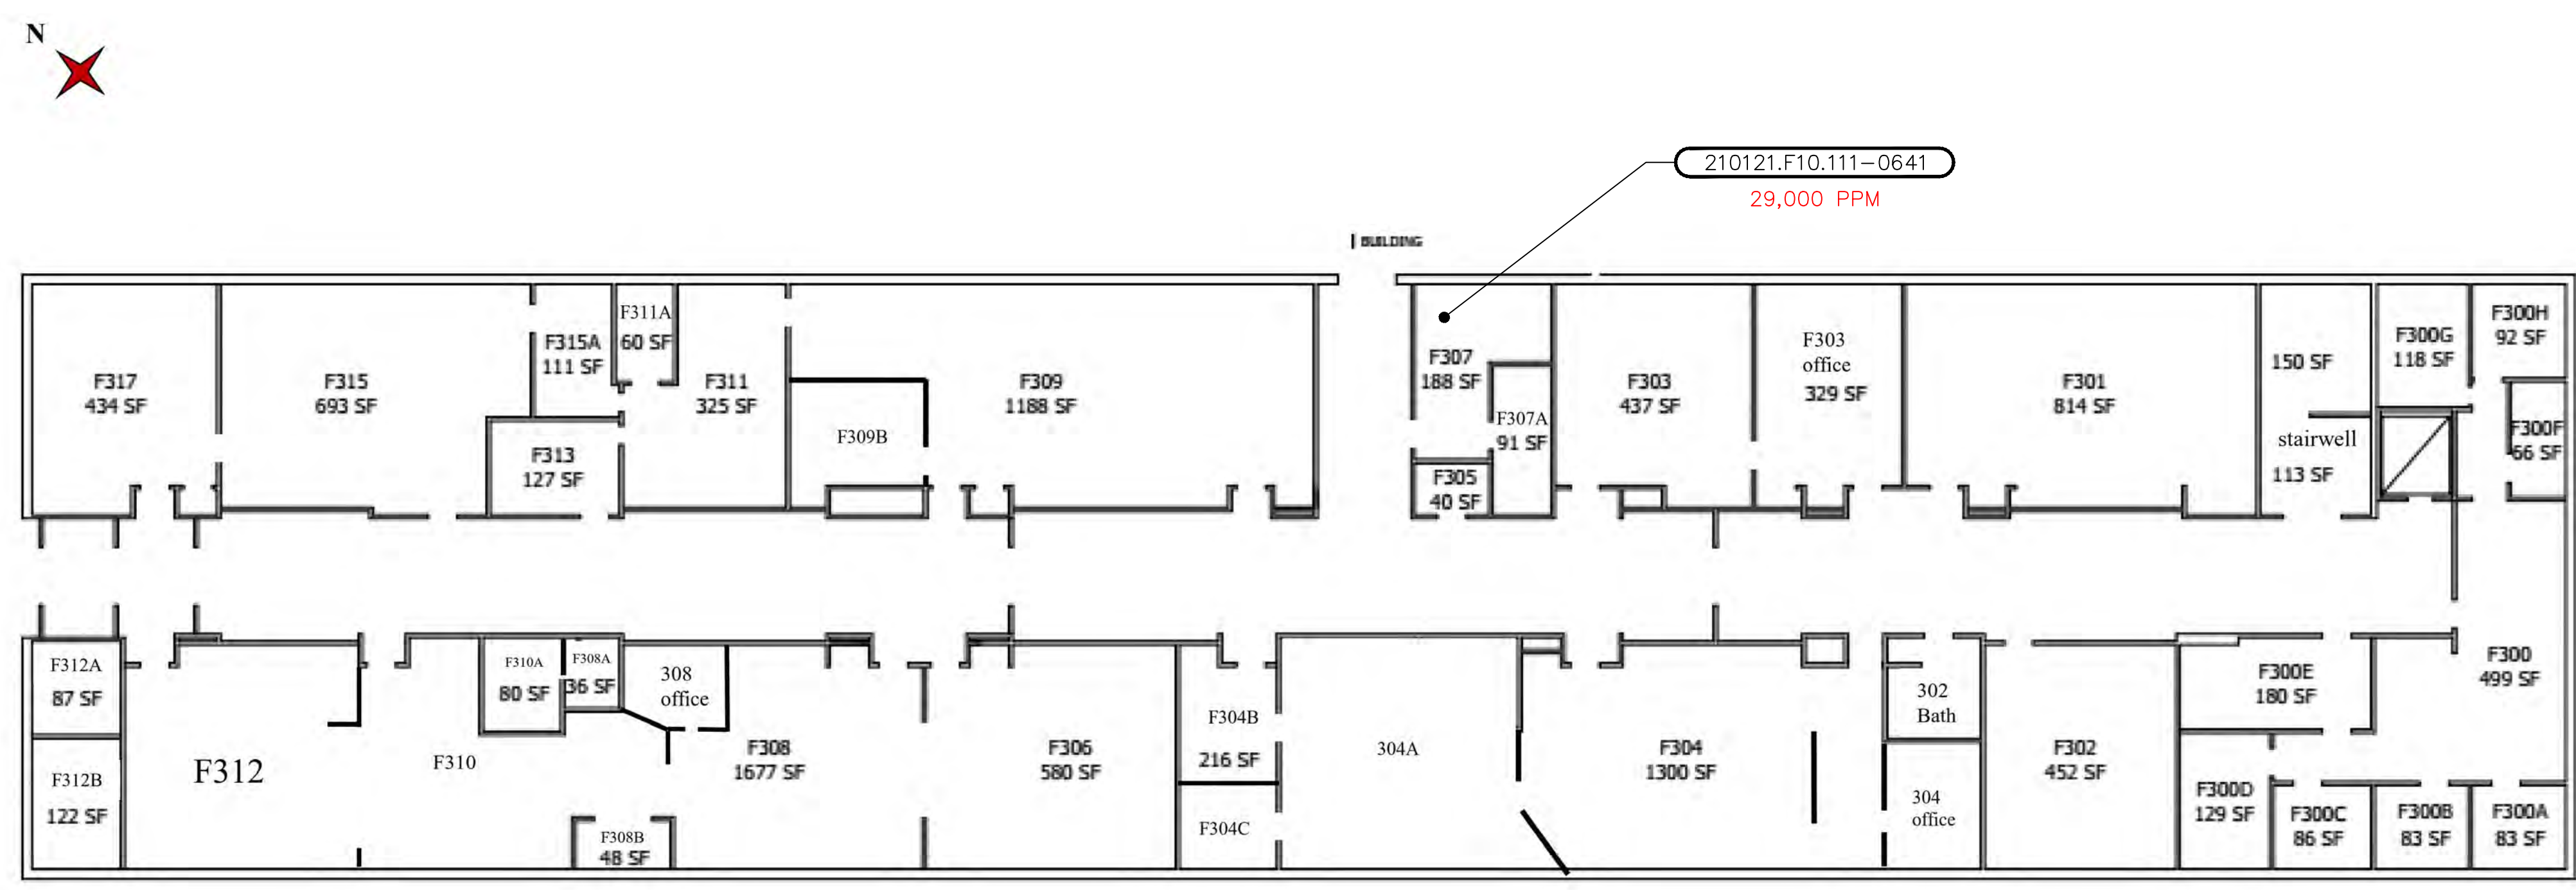 N
210121.F10.111-0641
29,000 PPM
BUILDING
F317
434 SF
F315
693 SF
F315A
111 SF
F311A
60 SF
F313
127 SF
F311
325 SF
F309B
F309
1188 SF
F307
188 SF
F307A
91 SF
F305
40 SF
F303
437 SF
F303
office
329 SF
F301
814 SF
150 SF
stairwell
113 SF
F300G
118 SF
F300H
92 SF
F300F
66 SF
F312A
87 SF
F312B
122 SF
F312
F310
F310A
80 SF
F308A
36 SF
308
office
F308
1677 SF
F308B
48 SF
F306
580 SF
F304B
216 SF
F304C
304A
F304
1300 SF
302
Bath
304
office
F302
452 SF
F300E
180 SF
F300
499 SF
F300D
129 SF
F300C
86 SF
F300B
83 SF
F300A
83 SF